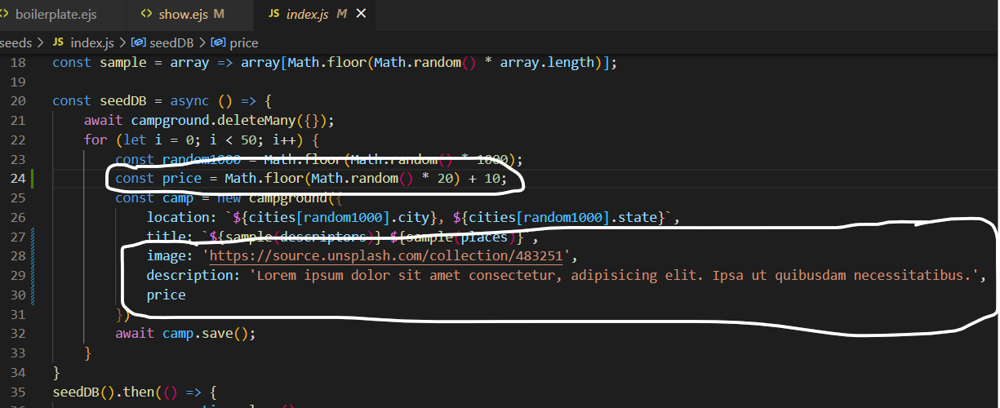 boilerplate.ejs show.ejs M JS index.js M ×
seeds > JS index.js > seedDB > price
18 const sample = array => array[Math.floor(Math.random() * array.length)];
19
20 const seedDB = async () => {
21 await campground.deleteMany({});
22 for (let i = 0; i < 50; i++) {
23 const random1000 = Math.floor(Math.random() * 1000);
24 const price = Math.floor(Math.random() * 20) + 10;
25 const camp = new campground({
26 location: `${cities[random1000].city}, ${cities[random1000].state}`,
27 title: `${sample(descriptors)} ${sample(places)}`,
28 image: 'https://source.unsplash.com/collection/483251',
29 description: 'Lorem ipsum dolor sit amet consectetur, adipisicing elit. Ipsa ut quibusdam necessitatibus.',
30 price
31 })
32 await camp.save();
33 }
34 }
35 seedDB().then(() => {